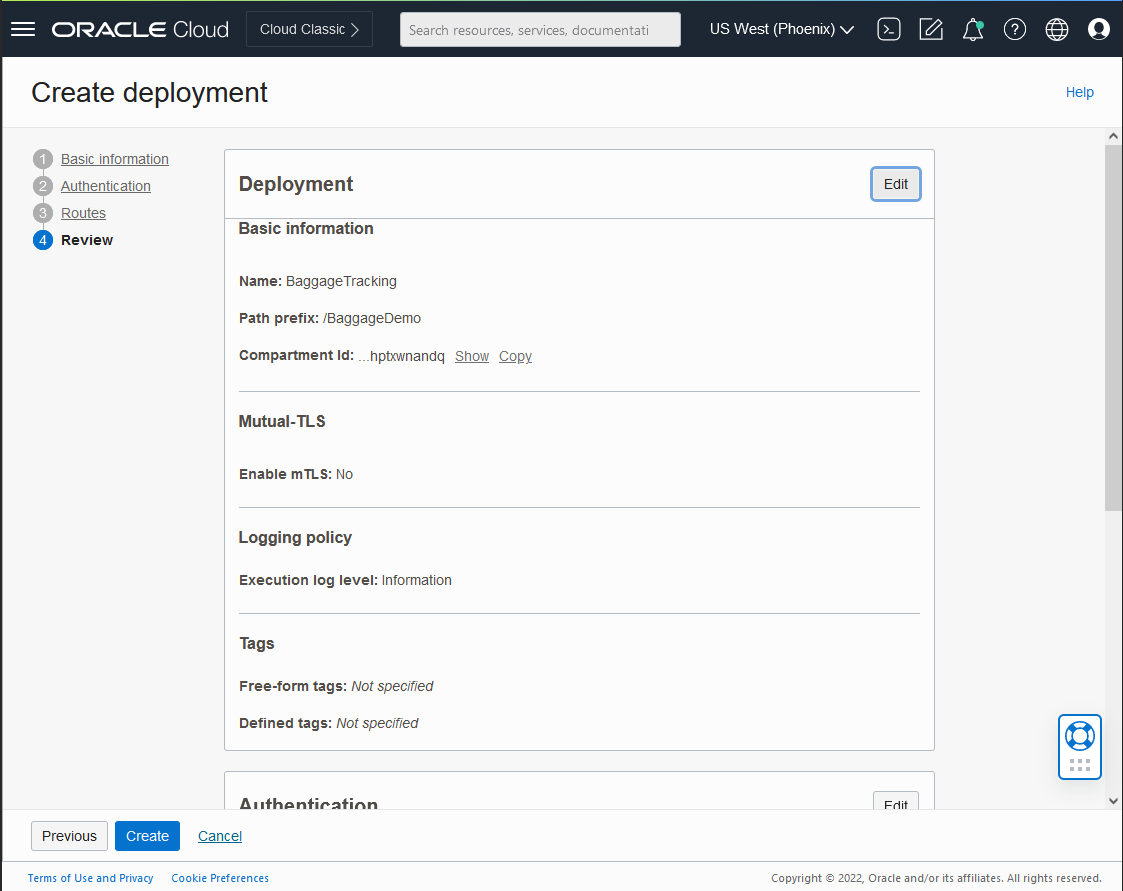 ORACLE Cloud
Cloud Classic
Search resources, services, documentati
US West (Phoenix)
Create deployment
Help
1 Basic information
2 Authentication
3 Routes
4 Review
Deployment
Edit
Basic information
Name: BaggageTracking
Path prefix: /BaggageDemo
Compartment Id: ...hptxwnandq Show Copy
Mutual-TLS
Enable mTLS: No
Logging policy
Execution log level: Information
Tags
Free-form tags: Not specified
Defined tags: Not specified
Authentication
Edit
Previous
Create
Cancel
Terms of Use and Privacy
Cookie Preferences
Copyright © 2022, Oracle and/or its affiliates. All rights reserved.